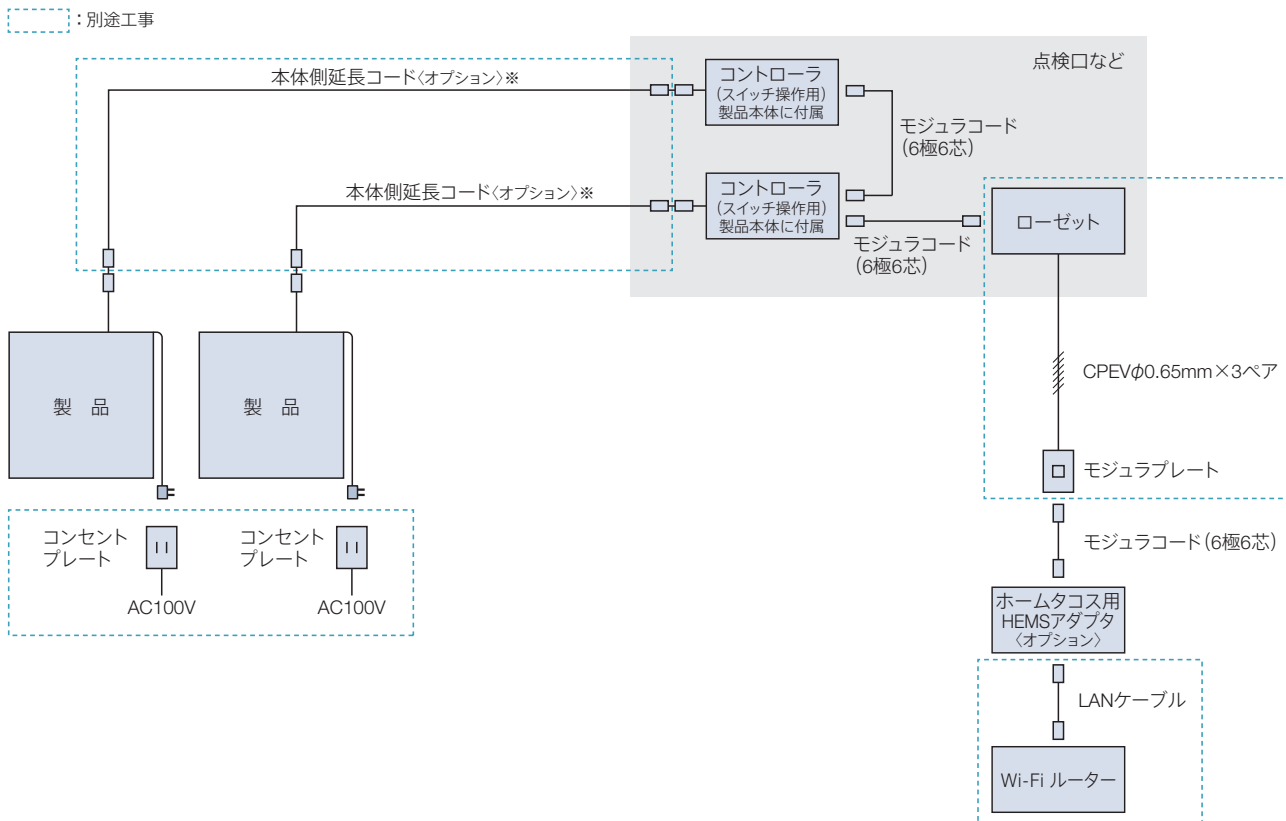 ：別途工事
点検口など
本体側延長コード〈オプション〉※
コントローラ
(スイッチ操作用)
製品本体に付属
モジュラコード
(6極6芯)
本体側延長コード〈オプション〉※
コントローラ
(スイッチ操作用)
製品本体に付属
モジュラコード
(6極6芯)
ローゼット
製　品
製　品
CPEVφ0.65mm×3ペア
モジュラプレート
コンセント
プレート
AC100V
コンセント
プレート
AC100V
モジュラコード(6極6芯)
ホームタコス用
HEMSアダプタ
〈オプション〉
LANケーブル
Wi-Fi ルーター